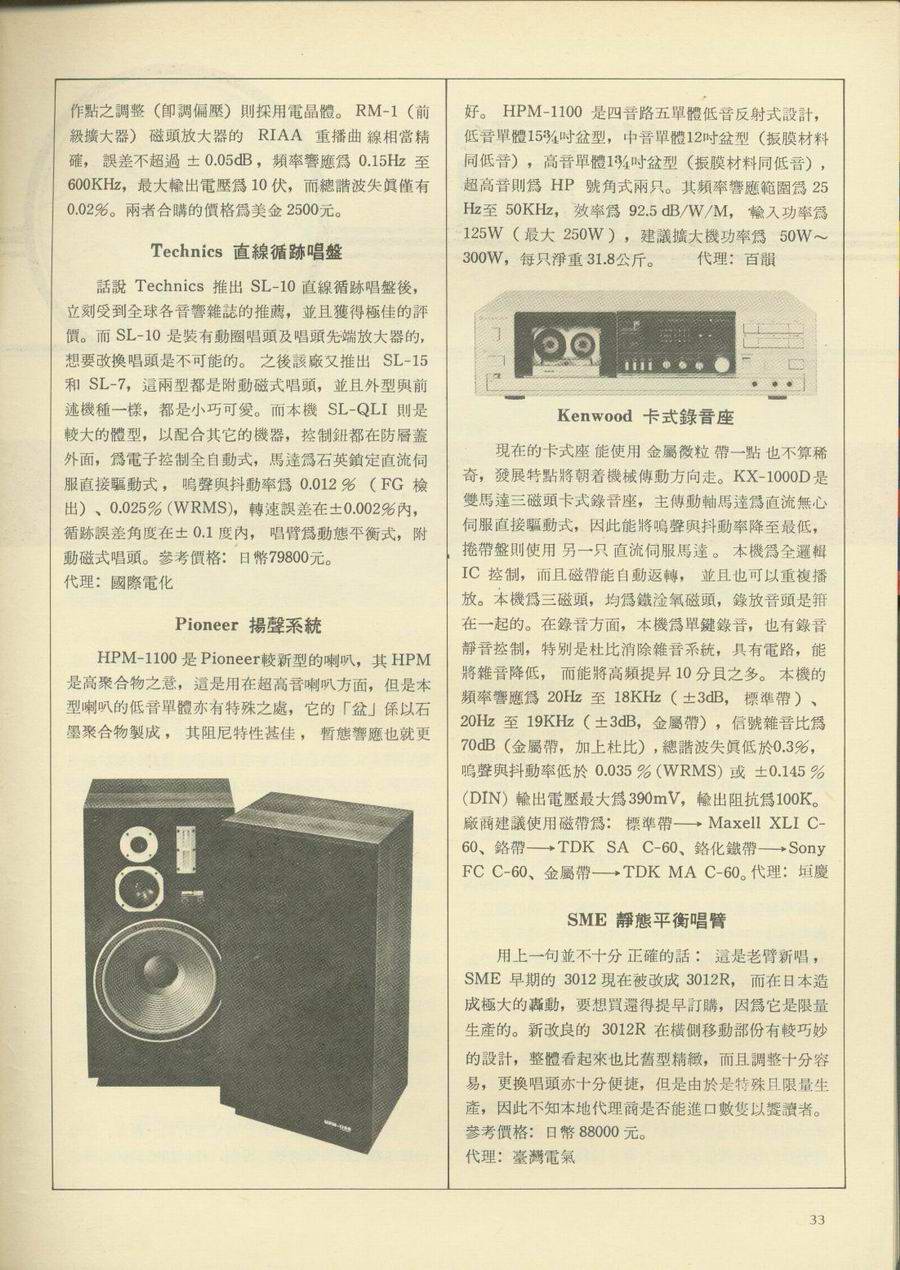 作點之調整（卽調偏壓）則採用電晶體。 RM-1（前
級擴大器）磁頭放大器的 RIAA 重播曲線相當精
確，誤差不超過 ± 0.05dB，頻率響應爲 0.15Hz 至
600KHz，最大輸出電壓爲 10 伏，而總諧波失眞僅有
0.02%。兩者合購的價格爲美金 2500元。
Technics 直線循跡唱盤
話說 Technics 推出 SL-10 直線循跡唱盤後，
立刻受到全球各音響雜誌的推薦，並且獲得極佳的評
價。而 SL-10 是裝有動圈唱頭及唱頭先端放大器的，
想要改換唱頭是不可能的。 之後該廠又推出 SL-15
和 SL-7，這兩型都是附動磁式唱頭，並且外型與前
述機種一樣，都是小巧可愛。而本機 SL-QLI 則是
較大的體型，以配合其它的機器，控制鈕都在防層蓋
外面，爲電子控制全自動式，馬達爲石英鎖定直流伺
服直接驅動式，嗚聲與抖動率爲 0.012 %（FG 檢
出）、0.025% (WRMS)，轉速誤差在±0.002%內，
循跡誤差角度在± 0.1 度內， 唱臂爲動態平衡式，附
動磁式唱頭。參考價格：日幣79800元。
代理：國際電化
Pioneer 揚聲系統
HPM-1100 是 Pioneer較新型的喇叭，其 HPM
是高聚合物之意，這是用在超高音喇叭方面，但是本
型喇叭的低音單體亦有特殊之處，它的「盆」係以石
墨聚合物製成， 其阻尼特性甚佳， 暫態響應也就更
HPM-1100
好。 HPM-1100 是四音路五單體低音反射式設計，
低音單體15¾吋盆型，中音單體12吋盆型（振膜材料
同低音），高音單體1¾吋盆型（振膜材料同低音），
超高音則爲 HP 號角式兩只。其頻率響應範圍爲 25
Hz至 50KHz， 效率爲 92.5 dB/W/M， 輸入功率爲
125W（最大 250W），建議擴大機功率爲 50W～
300W，每只淨重 31.8公斤。 代理：百韻
Kenwood 卡式錄音座
現在的卡式座 能使用 金屬微粒 帶一點 也不算稀
奇，發展特點將朝着機械傳動方向走。KX-1000D是
雙馬達三磁頭卡式錄音座，主傳動軸馬達爲直流無心
伺服直接驅動式，因此能將嗚聲與抖動率降至最低，
捲帶盤則使用 另一只 直流伺服馬達。 本機爲全邏輯
IC 控制，而且磁帶能自動返轉， 並且也可以重複播
放。本機爲三磁頭，均爲鐵淦氧磁頭，錄放音頭是箝
在一起的。在錄音方面，本機爲單鍵錄音，也有錄音
靜音控制，特別是杜比消除雜音系統，具有電路，能
將雜音降低， 而能將高頻提昇 10 分貝之多。 本機的
頻率響應爲 20Hz 至 18KHz（±3dB， 標準帶）、
20Hz 至 19KHz（±3dB，金屬帶），信號雜音比爲
70dB（金屬帶，加上杜比），總諧波失眞低於0.3%，
嗚聲與抖動率低於 0.035 % (WRMS) 或 ±0.145 %
(DIN) 輸出電壓最大爲390mV，輸出阻抗爲100K。
廠商建議使用磁帶爲： 標準帶⟶ Maxell XLI C-
60、鉻帶⟶TDK SA C-60、鉻化鐵帶⟶Sony
FC C-60、金屬帶⟶TDK MA C-60。代理：垣慶
SME 靜態平衡唱臂
用上一句並不十分 正確的話： 這是老臂新唱，
SME 早期的 3012 現在被改成 3012R， 而在日本造
成極大的轟動，要想買還得提早訂購，因爲它是限量
生產的。新改良的 3012R 在橫側移動部份有較巧妙
的設計，整體看起來也比舊型精緻，而且調整十分容
易，更換唱頭亦十分便捷，但是由於是特殊且限量生
產，因此不知本地代理商是否能進口數隻以饗讀者。
參考價格：日幣 88000 元。
代理：臺灣電氣
33